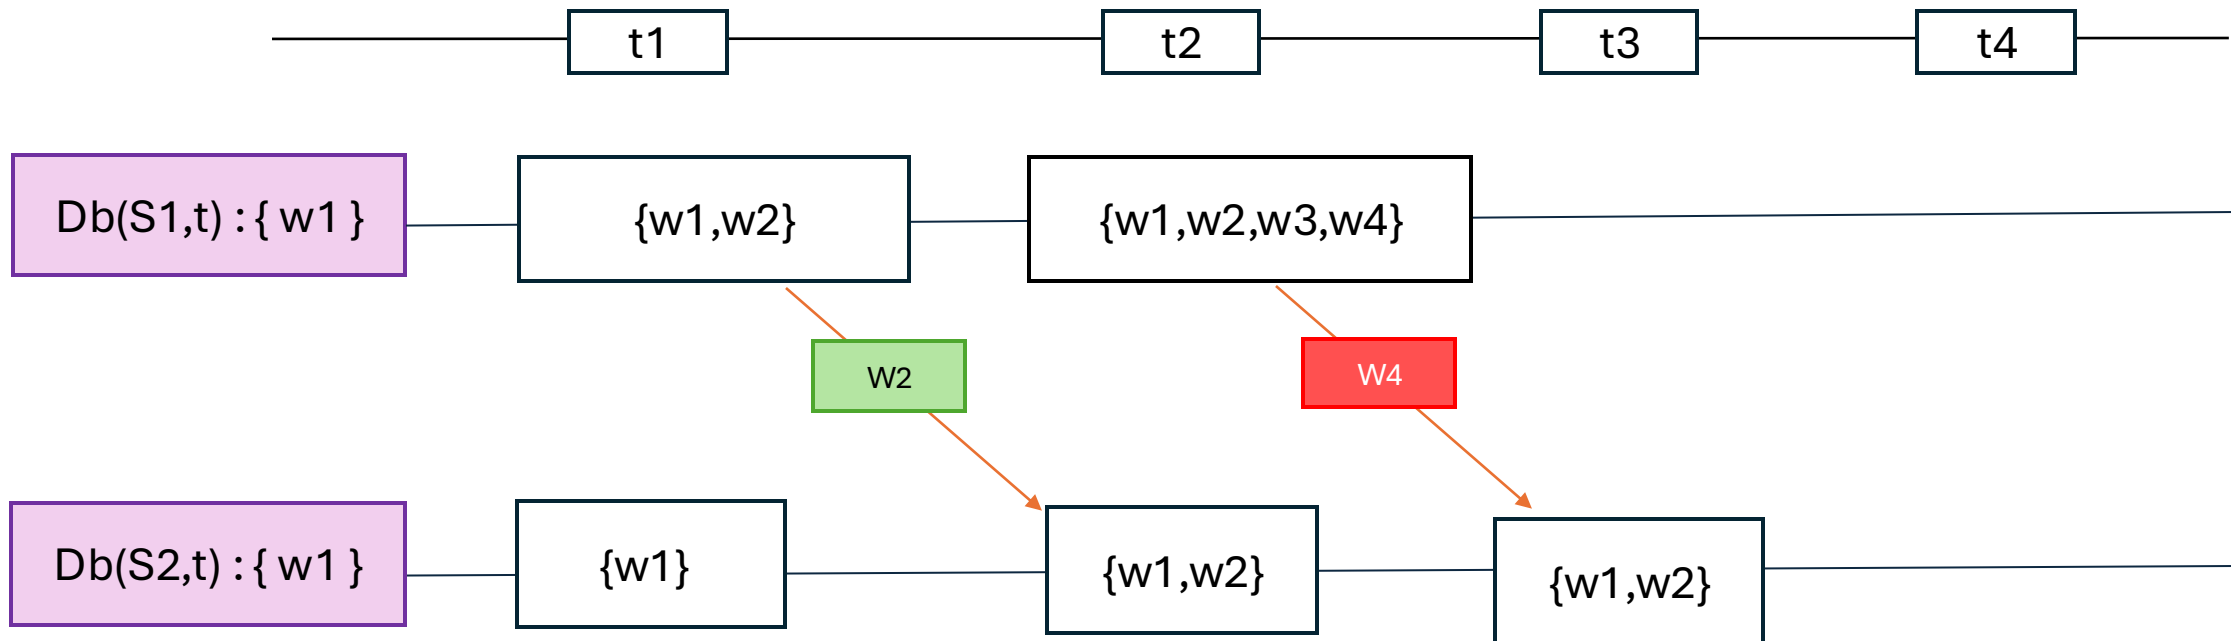 t1
t2
t3
t4
Db(S1,t) : { w1 }
{w1,w2}
{w1,w2,w3,w4}
W2
W4
Db(S2,t) : { w1 }
{w1}
{w1,w2}
{w1,w2}